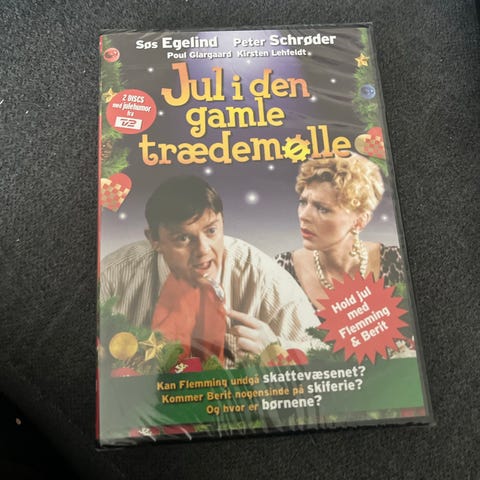 Søs Egelind Peter Schrøder
Poul Glargaard Kirsten Lehfeldt
Jul i den
gamle
trædemølle
2 DISCS
med julehumor
fra
TV2
Hold jul
med
Flemming
& Berit
Kan Flemming undgå skattevæsenet?
Kommer Berit nogensinde på skiferie?
Og hvor er børnene?